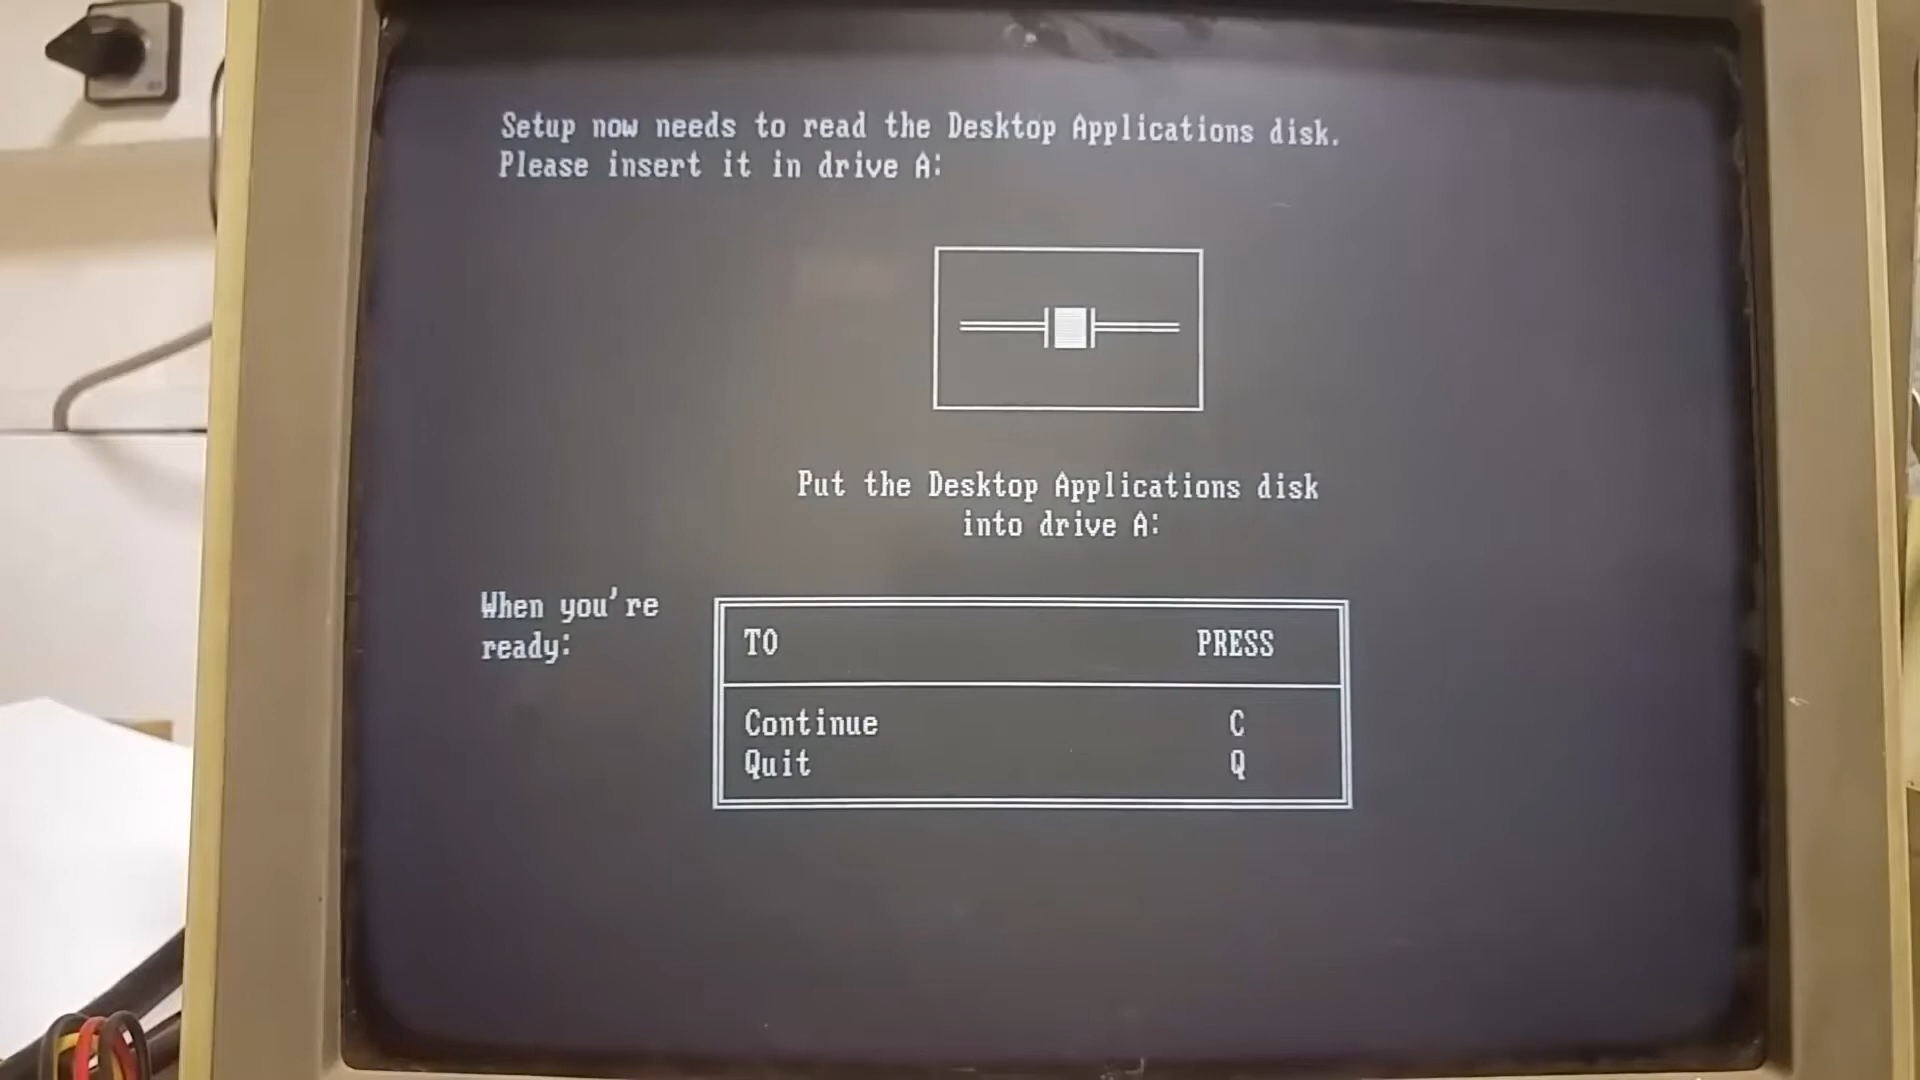 Setup now needs to read the Desktop Applications disk.
Please insert it in drive A:
Put the Desktop Applications disk
into drive A:
When you're
ready:
TO PRESS
Continue C
Quit Q